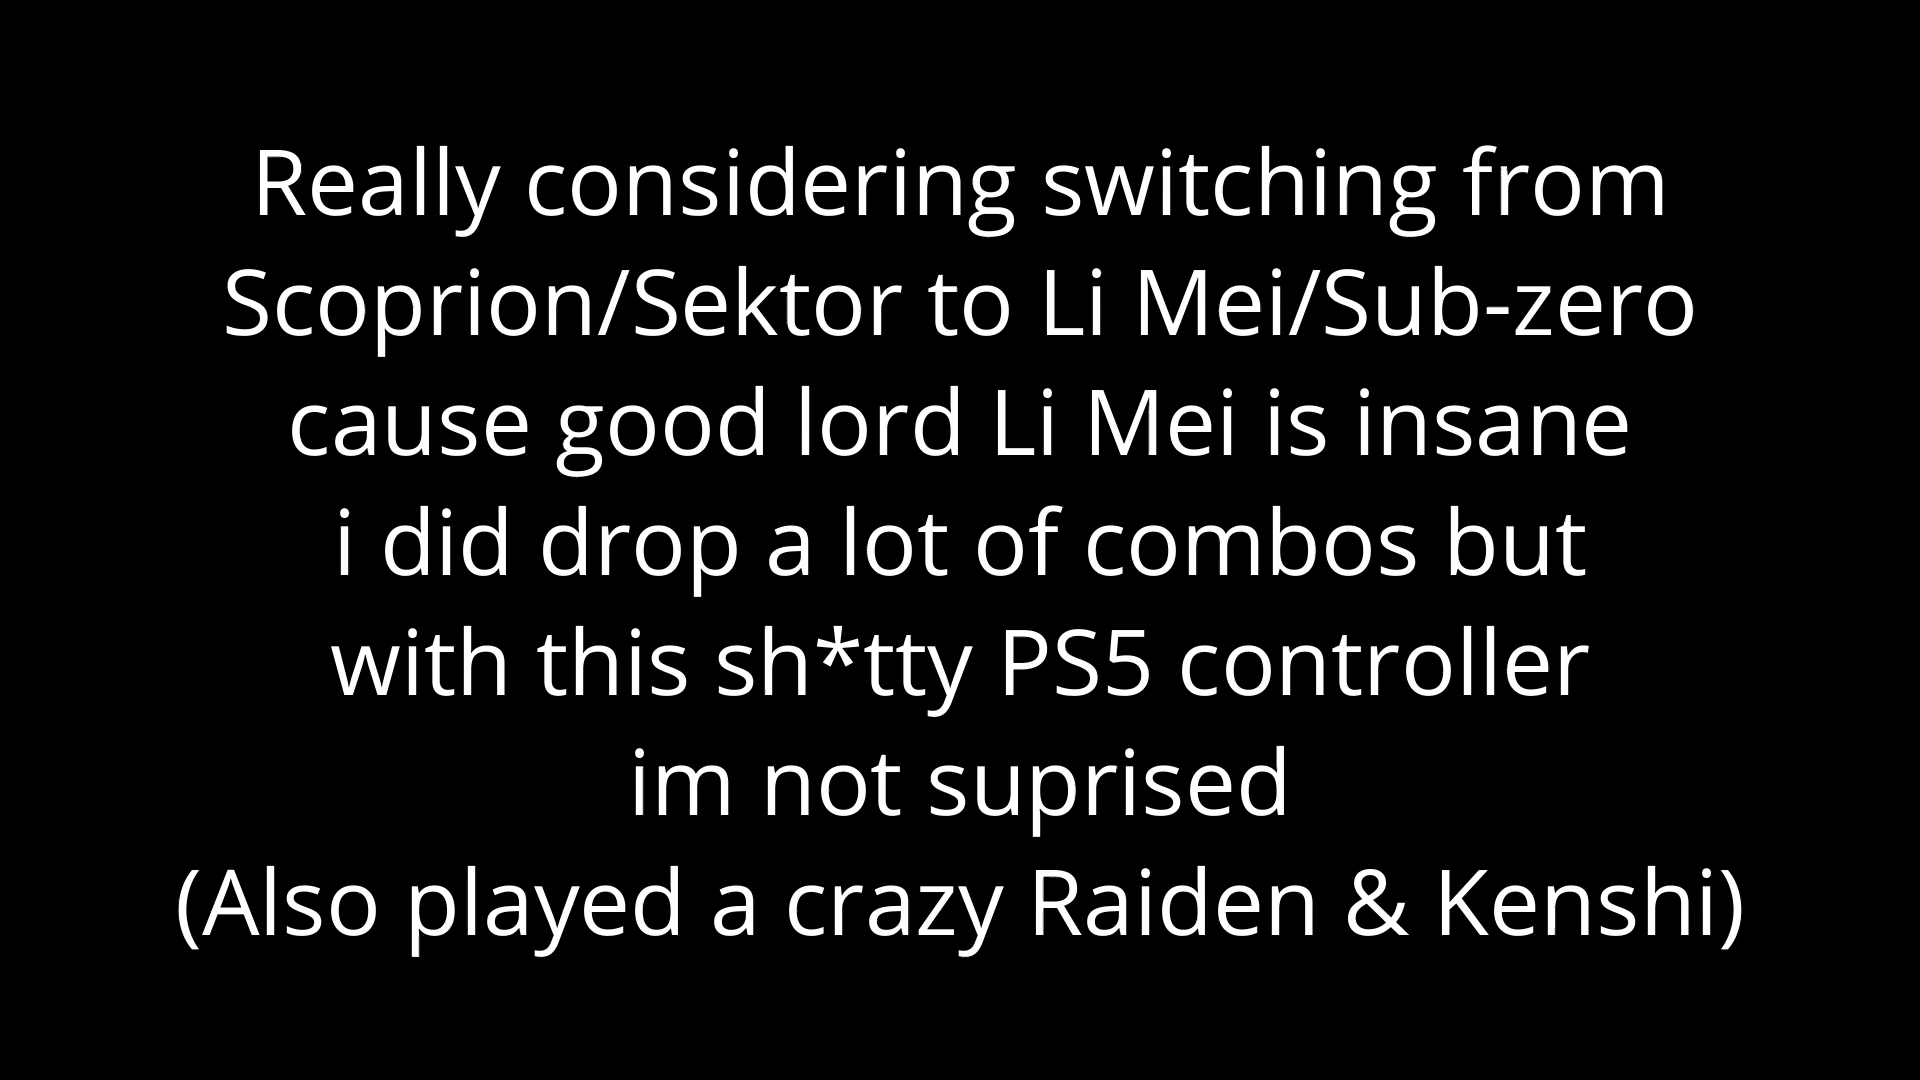 Really considering switching from
Scoprion/Sektor to Li Mei/Sub-zero
cause good lord Li Mei is insane
i did drop a lot of combos but
with this sh*tty PS5 controller
im not suprised
(Also played a crazy Raiden & Kenshi)